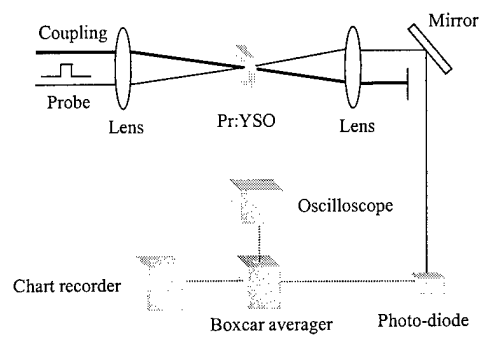 Coupling
Mirror
Probe
Lens
Pr:YSO
Lens
Oscilloscope
Chart recorder
Boxcar averager
Photo-diode